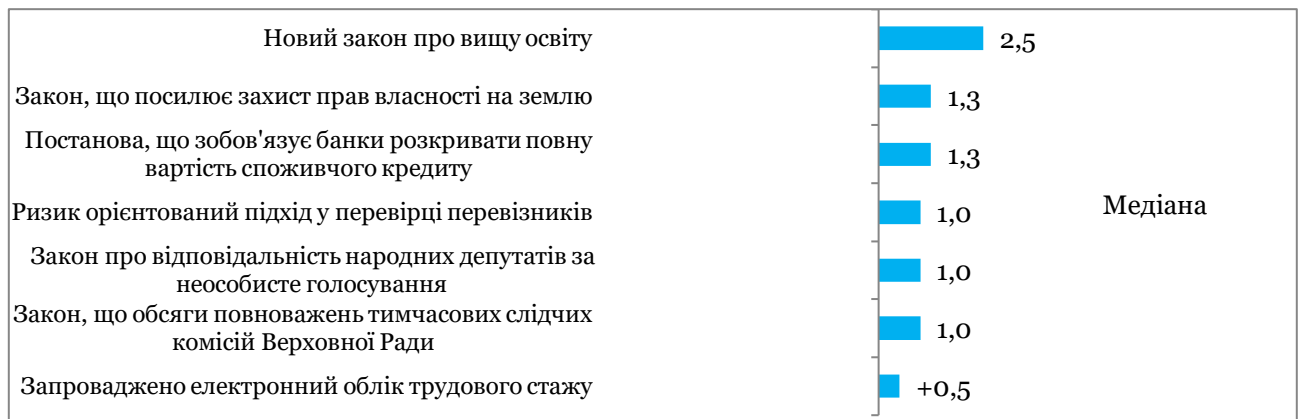 Новий закон про вищу освіту
2,5
Закон, що посилює захист прав власності на землю
1,3
Постанова, що зобов'язує банки розкривати повну
вартість споживчого кредиту
1,3
Ризик орієнтований підхід у перевірці перевізників
1,0
Медіана
Закон про відповідальність народних депутатів за
неособисте голосування
1,0
Закон, що обсяги повноважень тимчасових слідчих
комісій Верховної Ради
1,0
Запроваджено електронний облік трудового стажу
+0,5